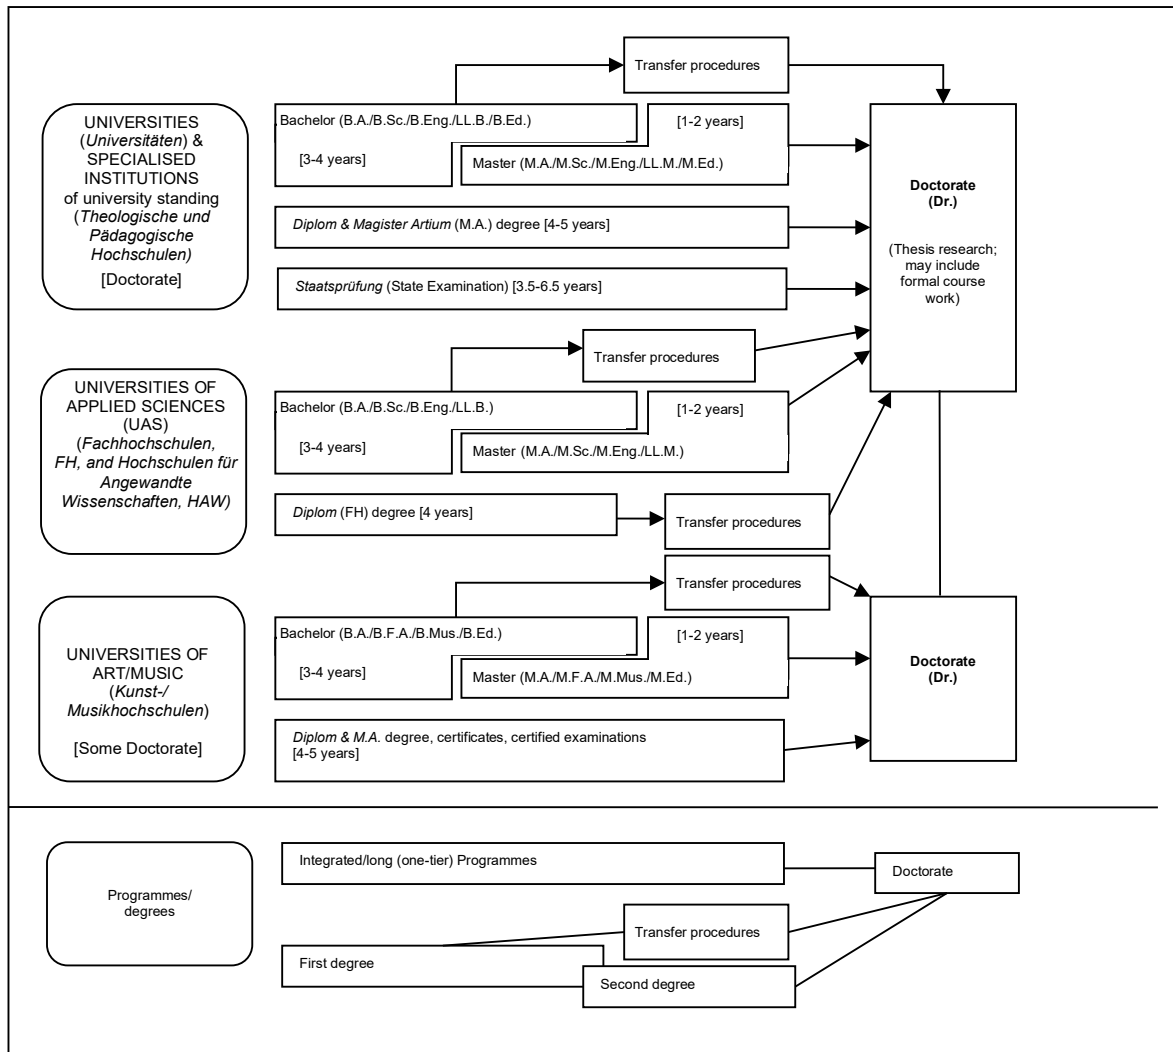 Transfer procedures
UNIVERSITIES
(Universitäten) &
SPECIALISED
INSTITUTIONS
of university standing
(Theologische und
Pädagogische
Hochschulen)
[Doctorate]
Bachelor (B.A./B.Sc./B.Eng./LL.B./B.Ed.)
[1-2 years]
[3-4 years]
Master (M.A./M.Sc./M.Eng./LL.M./M.Ed.)
Diplom & Magister Artium (M.A.) degree [4-5 years]
Staatsprüfung (State Examination) [3.5-6.5 years]
Doctorate
(Dr.)
(Thesis research;
may include
formal course
work)
Transfer procedures
UNIVERSITIES OF
APPLIED SCIENCES
(UAS)
(Fachhochschulen,
FH, and Hochschulen für
Angewandte
Wissenschaften, HAW)
Bachelor (B.A./B.Sc./B.Eng./LL.B.)
[1-2 years]
[3-4 years]
Master (M.A./M.Sc./M.Eng./LL.M.)
Diplom (FH) degree [4 years]
Transfer procedures
Transfer procedures
UNIVERSITIES OF
ART/MUSIC
(Kunst-/
Musikhochschulen)
[Some Doctorate]
Bachelor (B.A./B.F.A./B.Mus./B.Ed.)
[1-2 years]
[3-4 years]
Master (M.A./M.F.A./M.Mus./M.Ed.)
Diplom & M.A. degree, certificates, certified examinations
[4-5 years]
Doctorate
(Dr.)
Programmes/
degrees
Integrated/long (one-tier) Programmes
Doctorate
Transfer procedures
First degree
Second degree